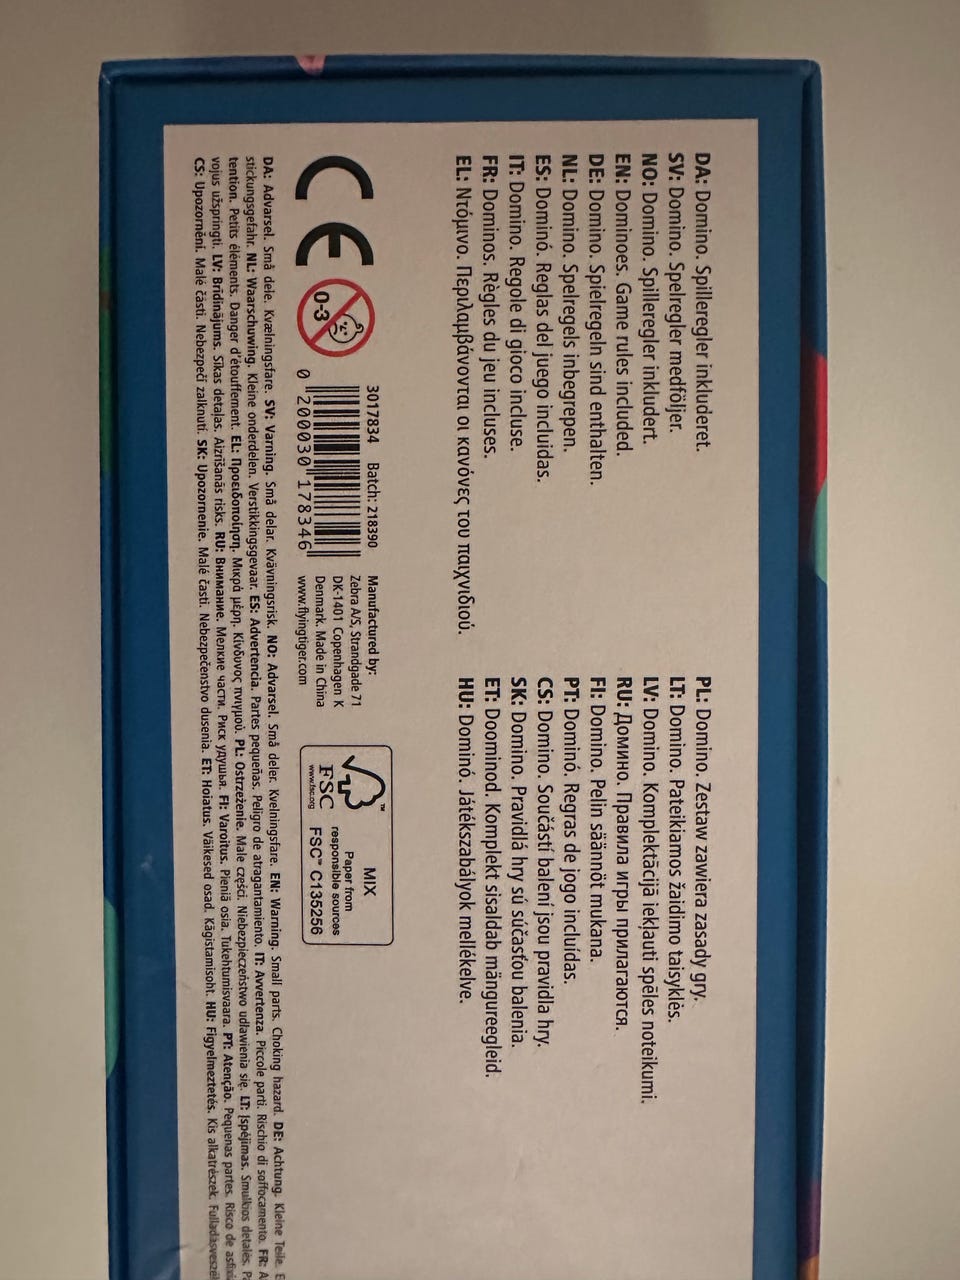 DA: Domino. Spilleregler inkluderet.
SV: Domino. Spelregler medföljer.
NO: Domino. Spilleregler inkludert.
EN: Dominoes. Game rules included.
DE: Domino. Spielregeln sind enthalten.
NL: Domino. Spelregels inbegrepen.
ES: Dominó. Reglas del juego incluidas.
IT: Domino. Regole di gioco incluse.
FR: Dominos. Règles du jeu incluses.
EL: Ντόμινο. Περιλαμβάνονται οι κανόνες του παιχνιδιού.
PL: Domino. Zestaw zawiera zasady gry.
LT: Domino. Pateikiamos žaidimo taisyklės.
LV: Domino. Komplektācijā iekļauti spēles noteikumi.
RU: Домино. Правила игры прилагаются.
FI: Domino. Pelin säännöt mukana.
PT: Dominó. Regras de jogo incluídas.
CS: Domino. Součástí balení jsou pravidla hry.
SK: Domino. Pravidlá hry sú súčasťou balenia.
ET: Doominod. Komplekt sisaldab mängureegleid.
HU: Dominó. Játékszabályok mellékelve.
CE
0-3
3017834 Batch: 218390
0 200030 178346
Manufactured by:
Zebra A/S, Strandgade 71
DK-1401 Copenhagen K
Denmark. Made in China
www.flyingtiger.com
TM
FSC
www.fsc.org
MIX
Paper from
responsible sources
FSC™ C135256
DA: Advarsel. Små dele. Kvælningsfare. SV: Varning. Små delar. Kvävningsrisk. NO: Advarsel. Små deler. Kvelningsfare. EN: Warning. Small parts. Choking hazard. DE: Achtung. Kleine Teile. E
stickungsgefahr. NL: Waarschuwing. Kleine onderdelen. Verstikkingsgevaar. ES: Advertencia. Partes pequeñas. Peligro de atragantamiento. IT: Avvertenza. Piccole parti. Rischio di soffocamento. FR: A
tention. Petits éléments. Danger d'étouffement. EL: Προειδοποίηση. Μικρά μέρη. Κίνδυνος πνιγμού. PL: Ostrzeżenie. Małe części. Niebezpieczeństwo udławienia się. LT: Įspėjimas. Smulkios detalės. P
vojus užspringti. LV: Brīdinājums. Sīkas detaļas. Aizrīšanās risks. RU: Внимание. Мелкие части. Риск удушья. FI: Varoitus. Pieniä osia. Tukehtumisvaara. PT: Atenção. Pequenas partes. Risco de asfixi
CS: Upozornění. Malé části. Nebezpečí zalknutí. SK: Upozornenie. Malé časti. Nebezpečenstvo dusenia. ET: Hoiatus. Väikesed osad. Kägistamisoht. HU: Figyelmeztetés. Kis alkatrészek. Fulladásveszél